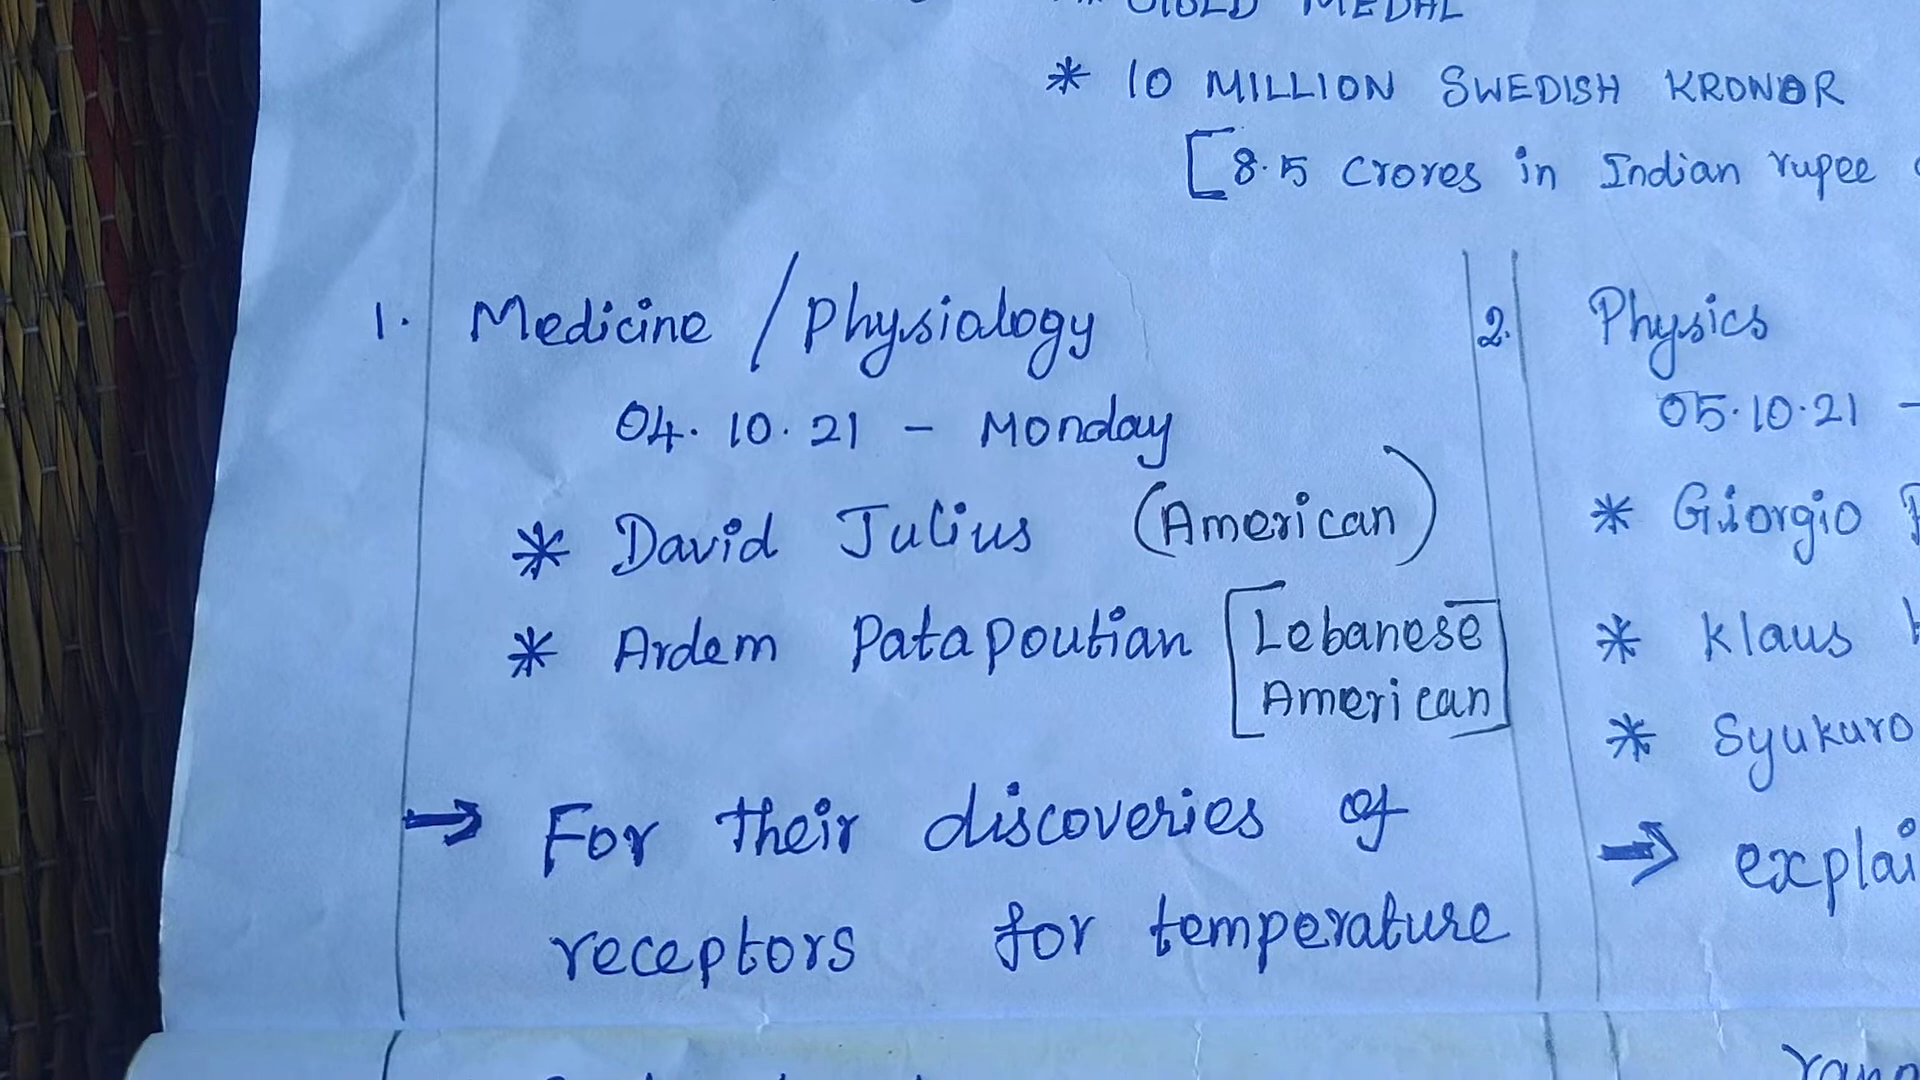 * GOLD MEDAL
* 10 MILLION SWEDISH KRONOR
[8.5 Crores in Indian rupee
1. Medicine / Physiology
04.10.21 - Monday
* David Julius (American)
* Ardem Patapoutian [Lebanese
American]
→ For their discoveries of
receptors for temperature
2. Physics
05.10.21 -
* Giorgio
* Klaus
* Syukuro
→ explai